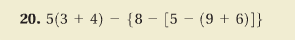 20. 5(3 + 4) − {8 − [5 − (9 + 6)]}